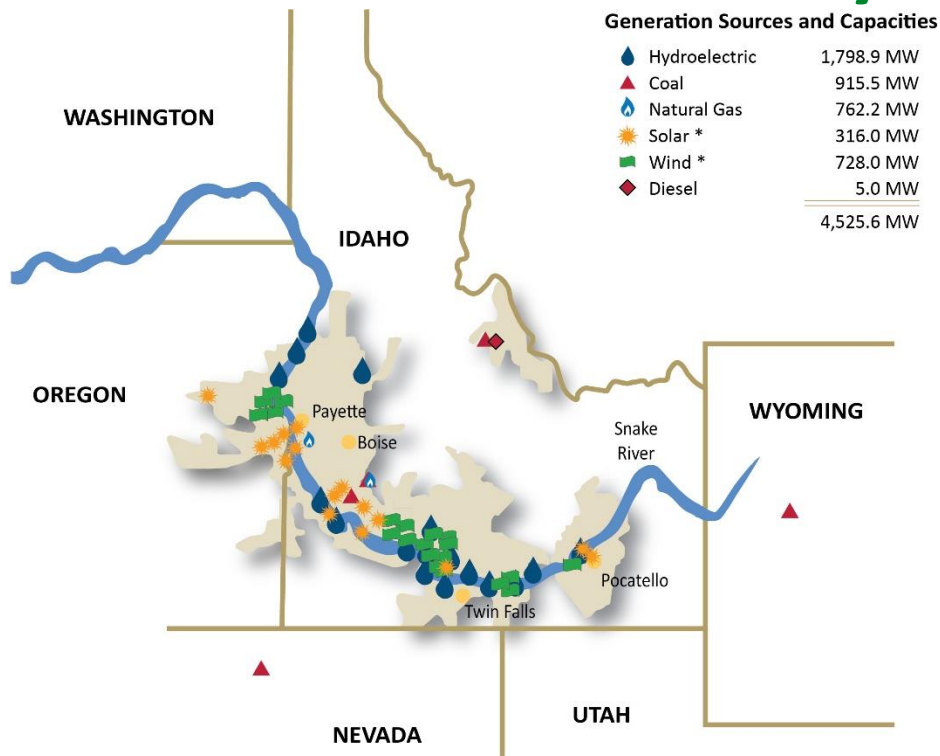 Generation Sources and Capacities
Hydroelectric 1,798.9 MW
Coal 915.5 MW
Natural Gas 762.2 MW
Solar * 316.0 MW
Wind * 728.0 MW
Diesel 5.0 MW
4,525.6 MW
WASHINGTON
IDAHO
OREGON
WYOMING
Payette
Boise
Snake
River
Pocatello
Twin Falls
UTAH
NEVADA